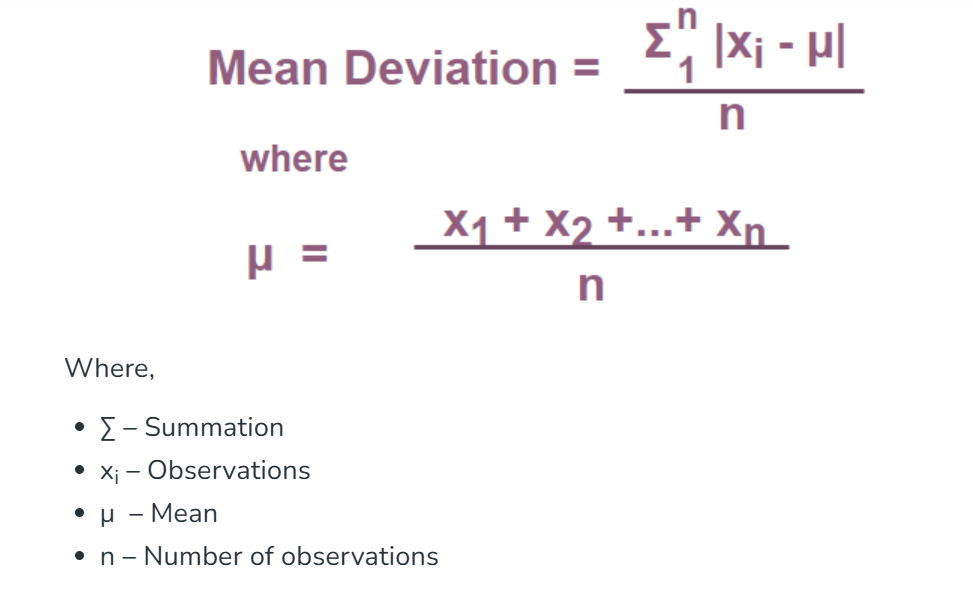 Mean Deviation = Σ₁ⁿ |xᵢ - μ| / n
where
μ = x₁ + x₂ +...+ xₙ / n
Where,
• ∑ – Summation
• xᵢ – Observations
• μ – Mean
• n – Number of observations